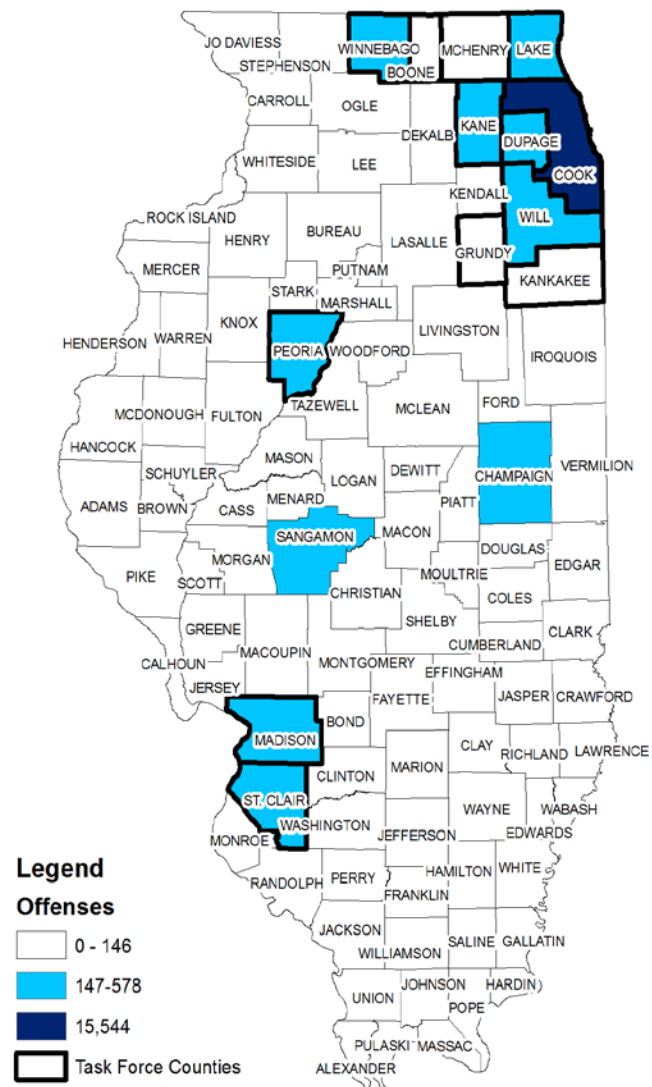 JO DAVIESS
STEPHENSON
WINNEBAGO
BOONE
MCHENRY
LAKE
CARROLL
OGLE
DEKALB
KANE
DUPAGE
COOK
WHITESIDE
LEE
KENDALL
WILL
ROCK ISLAND
HENRY
BUREAU
LASALLE
GRUNDY
MERCER
PUTNAM
KANKAKEE
STARK
MARSHALL
HENDERSON
WARREN
KNOX
PEORIA
WOODFORD
LIVINGSTON
IROQUOIS
MCDONOUGH
FULTON
TAZEWELL
MCLEAN
FORD
HANCOCK
SCHUYLER
MASON
LOGAN
DEWITT
CHAMPAIGN
VERMILION
ADAMS
BROWN
CASS
MENARD
PIATT
SANGAMON
MACON
DOUGLAS
EDGAR
PIKE
SCOTT
MORGAN
CHRISTIAN
MOULTRIE
COLES
SHELBY
GREENE
MACOUPIN
CUMBERLAND
CLARK
CALHOUN
JERSEY
MONTGOMERY
EFFINGHAM
FAYETTE
JASPER
CRAWFORD
MADISON
BOND
CLAY
RICHLAND
LAWRENCE
CLINTON
MARION
ST. CLAIR
WASHINGTON
WAYNE
WABASH
MONROE
JEFFERSON
EDWARDS
RANDOLPH
PERRY
HAMILTON
WHITE
FRANKLIN
JACKSON
WILLIAMSON
SALINE
GALLATIN
UNION
JOHNSON
HARDIN
POPE
PULASKI
MASSAC
ALEXANDER
Legend
Offenses
0 - 146
147-578
15,544
Task Force Counties